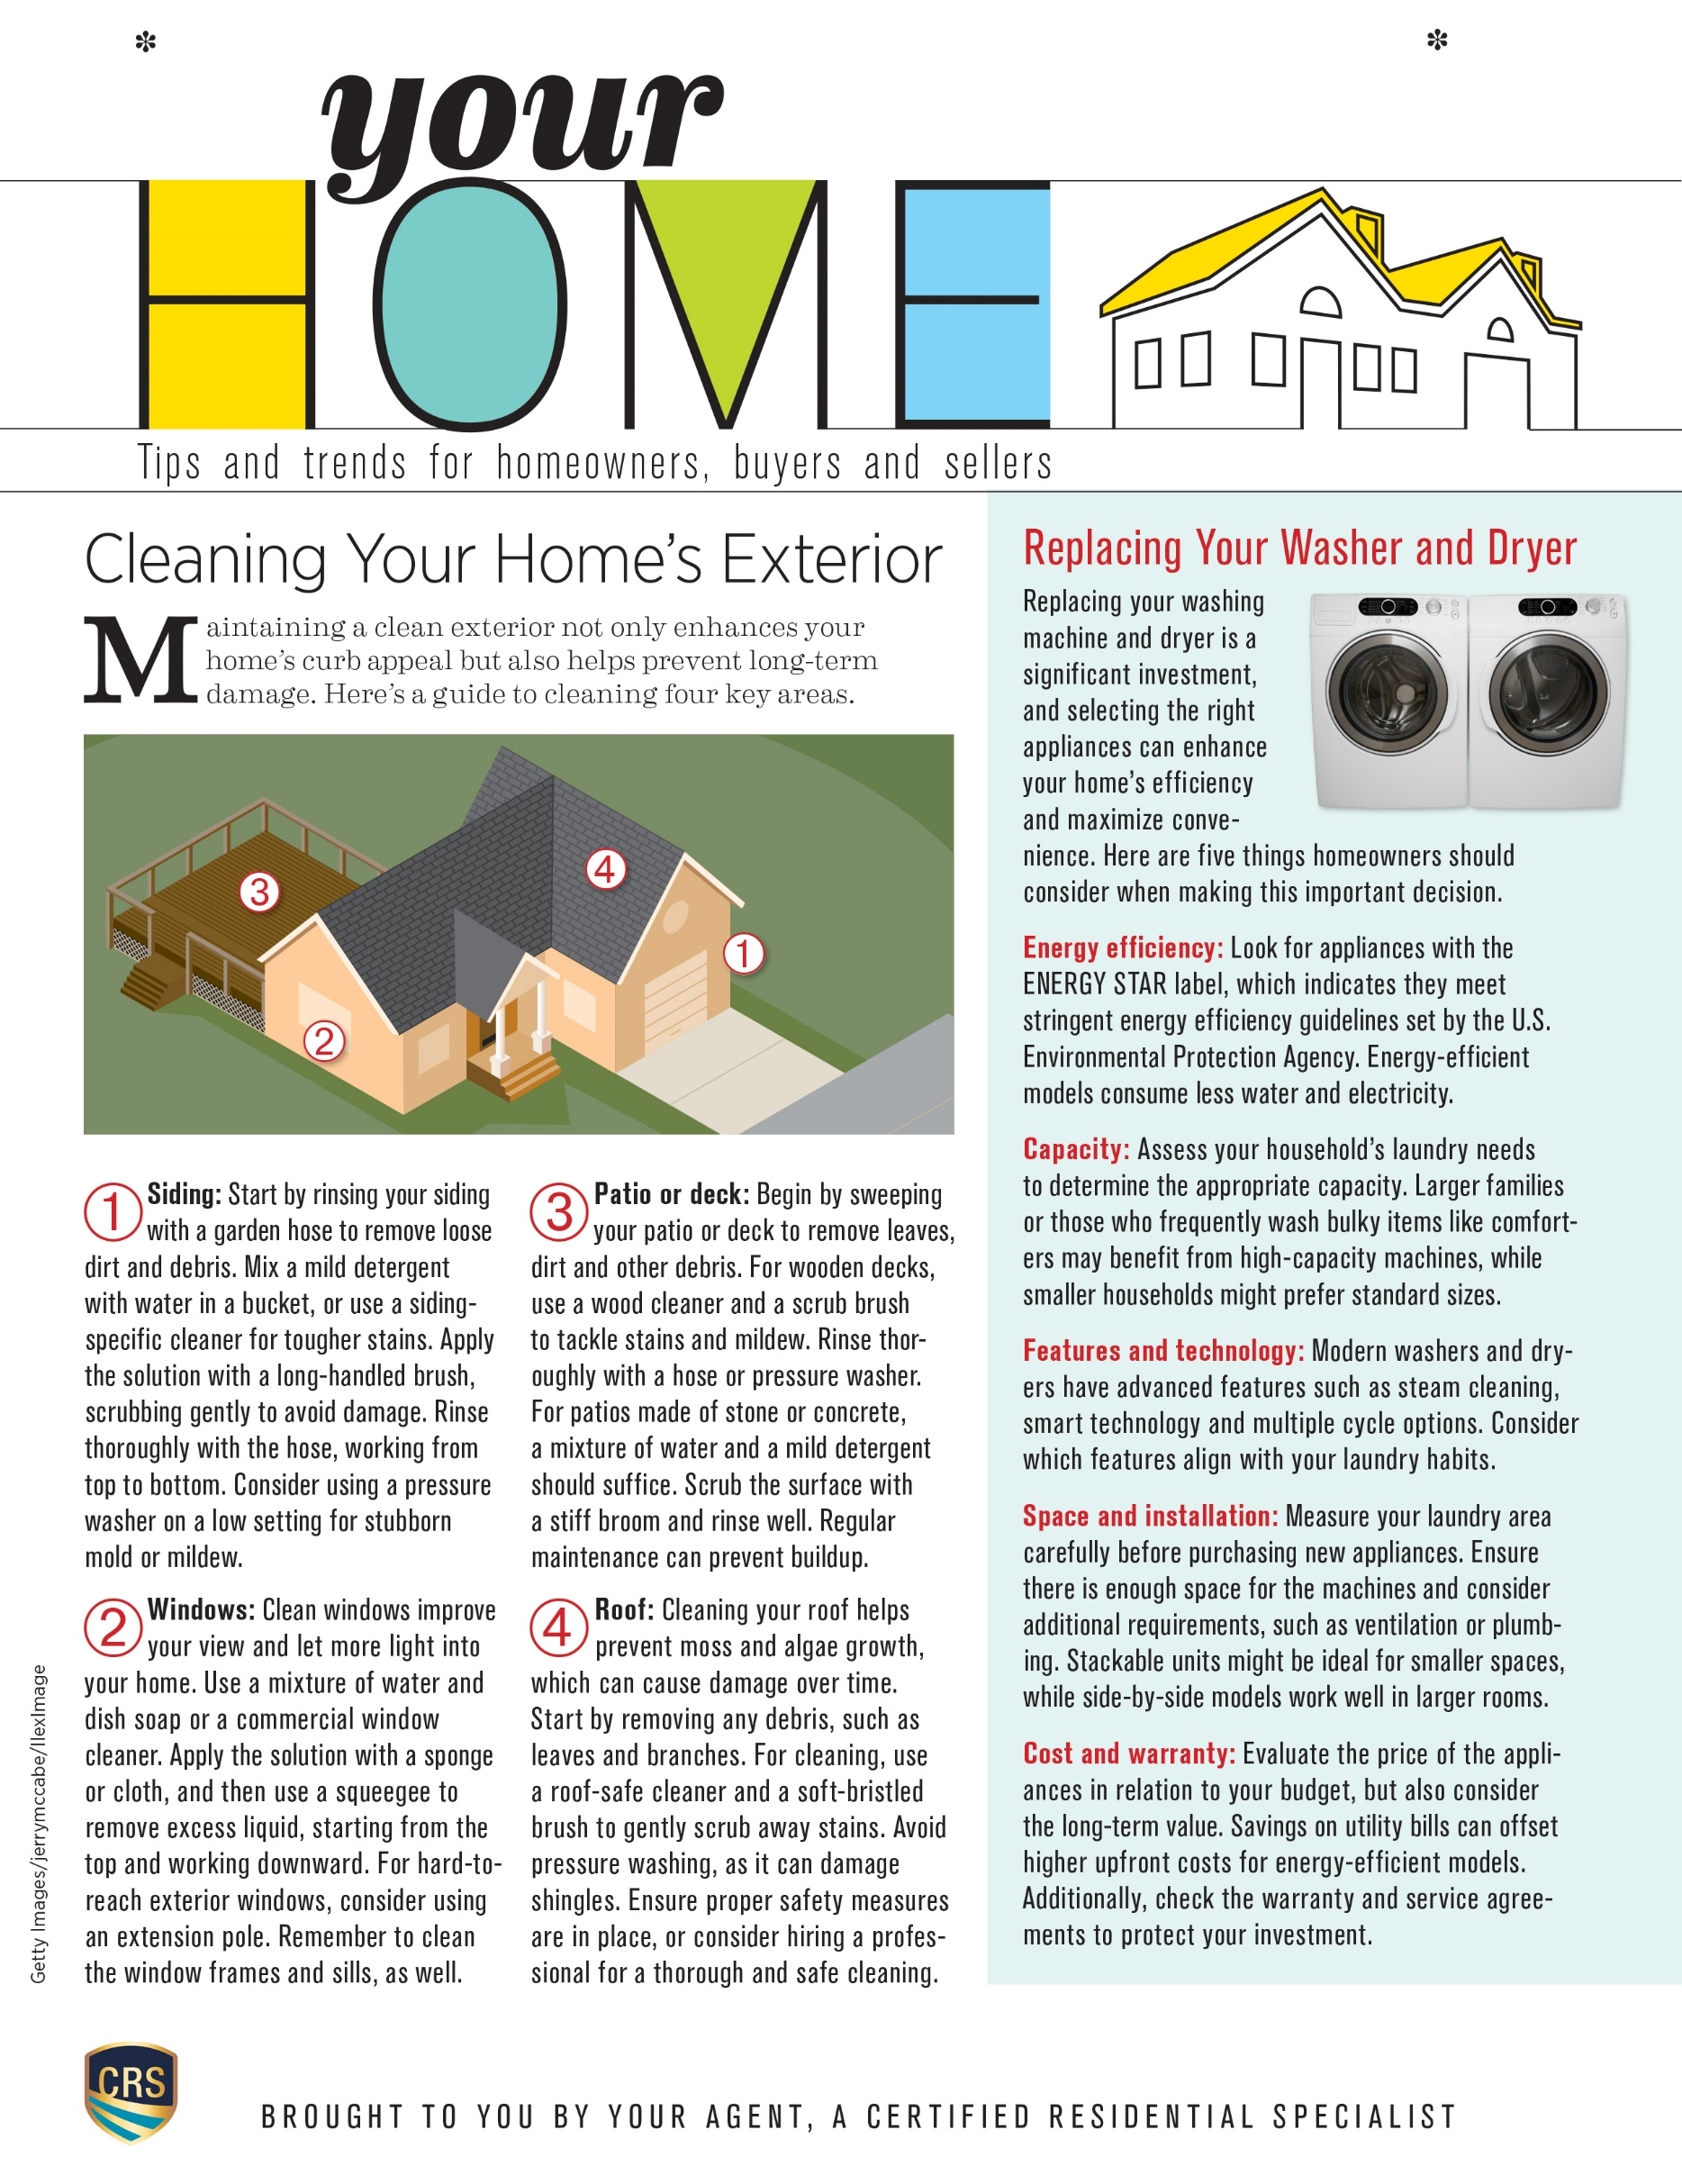 *
*
your
HOME
Tips and trends for homeowners, buyers and sellers
Cleaning Your Home’s Exterior
Maintaining a clean exterior not only enhances your
home’s curb appeal but also helps prevent long-term
damage. Here’s a guide to cleaning four key areas.
3
4
1
2
1 Siding: Start by rinsing your siding
with a garden hose to remove loose
dirt and debris. Mix a mild detergent
with water in a bucket, or use a siding-
specific cleaner for tougher stains. Apply
the solution with a long-handled brush,
scrubbing gently to avoid damage. Rinse
thoroughly with the hose, working from
top to bottom. Consider using a pressure
washer on a low setting for stubborn
mold or mildew.
2 Windows: Clean windows improve
your view and let more light into
your home. Use a mixture of water and
dish soap or a commercial window
cleaner. Apply the solution with a sponge
or cloth, and then use a squeegee to
remove excess liquid, starting from the
top and working downward. For hard-to-
reach exterior windows, consider using
an extension pole. Remember to clean
the window frames and sills, as well.
3 Patio or deck: Begin by sweeping
your patio or deck to remove leaves,
dirt and other debris. For wooden decks,
use a wood cleaner and a scrub brush
to tackle stains and mildew. Rinse thor-
oughly with a hose or pressure washer.
For patios made of stone or concrete,
a mixture of water and a mild detergent
should suffice. Scrub the surface with
a stiff broom and rinse well. Regular
maintenance can prevent buildup.
4 Roof: Cleaning your roof helps
prevent moss and algae growth,
which can cause damage over time.
Start by removing any debris, such as
leaves and branches. For cleaning, use
a roof-safe cleaner and a soft-bristled
brush to gently scrub away stains. Avoid
pressure washing, as it can damage
shingles. Ensure proper safety measures
are in place, or consider hiring a profes-
sional for a thorough and safe cleaning.
Replacing Your Washer and Dryer
Replacing your washing
machine and dryer is a
significant investment,
and selecting the right
appliances can enhance
your home’s efficiency
and maximize conve-
nience. Here are five things homeowners should
consider when making this important decision.
Energy efficiency: Look for appliances with the
ENERGY STAR label, which indicates they meet
stringent energy efficiency guidelines set by the U.S.
Environmental Protection Agency. Energy-efficient
models consume less water and electricity.
Capacity: Assess your household’s laundry needs
to determine the appropriate capacity. Larger families
or those who frequently wash bulky items like comfort-
ers may benefit from high-capacity machines, while
smaller households might prefer standard sizes.
Features and technology: Modern washers and dry-
ers have advanced features such as steam cleaning,
smart technology and multiple cycle options. Consider
which features align with your laundry habits.
Space and installation: Measure your laundry area
carefully before purchasing new appliances. Ensure
there is enough space for the machines and consider
additional requirements, such as ventilation or plumb-
ing. Stackable units might be ideal for smaller spaces,
while side-by-side models work well in larger rooms.
Cost and warranty: Evaluate the price of the appli-
ances in relation to your budget, but also consider
the long-term value. Savings on utility bills can offset
higher upfront costs for energy-efficient models.
Additionally, check the warranty and service agree-
ments to protect your investment.
Getty Images/jerrymccabe/IlexImage
CRS
BROUGHT TO YOU BY YOUR AGENT, A CERTIFIED RESIDENTIAL SPECIALIST